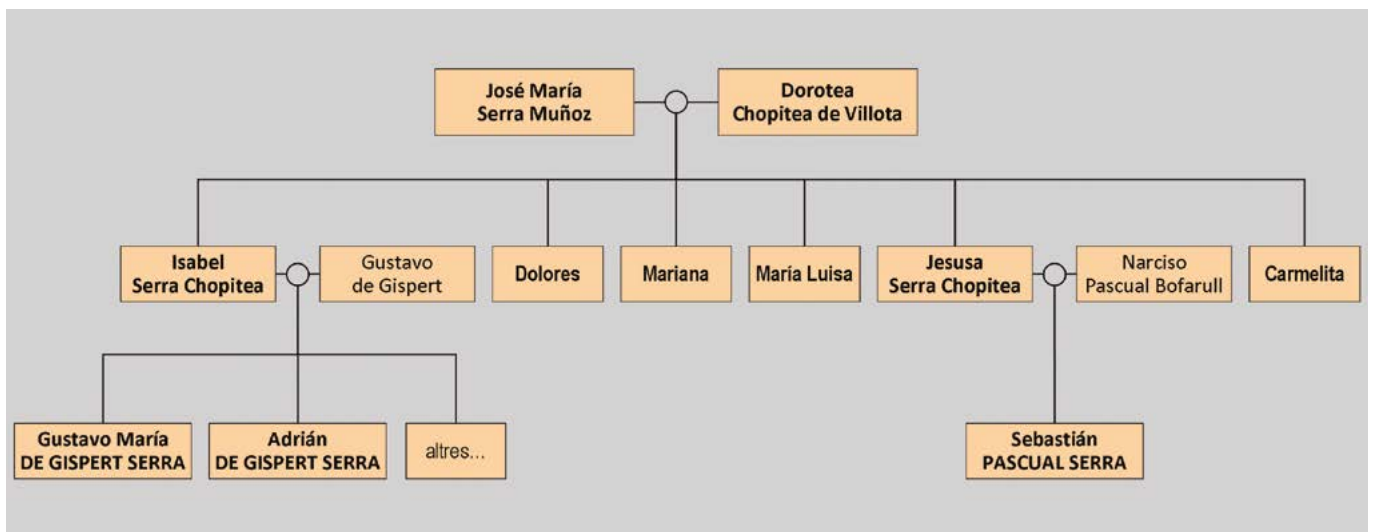 José María
Serra Muñoz
Dorotea
Chopitea de Villota
Isabel
Serra Chopitea
Gustavo
de Gispert
Dolores
Mariana
María Luisa
Jesusa
Serra Chopitea
Narciso
Pascual Bofarull
Carmelita
Gustavo María
DE GISPERT SERRA
Adrián
DE GISPERT SERRA
altres...
Sebastián
PASCUAL SERRA